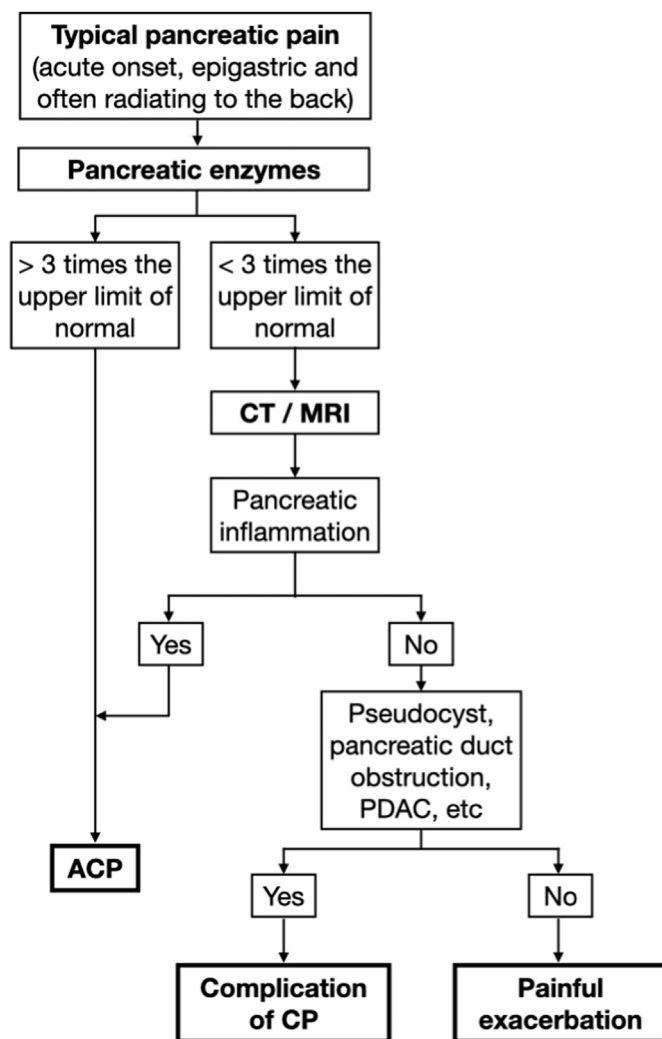 Typical pancreatic pain
(acute onset, epigastric and
often radiating to the back)
Pancreatic enzymes
> 3 times the
upper limit of
normal
< 3 times the
upper limit of
normal
CT / MRI
Pancreatic
inflammation
Yes
No
Pseudocyst,
pancreatic duct
obstruction,
PDAC, etc
ACP
Yes
No
Complication
of CP
Painful
exacerbation